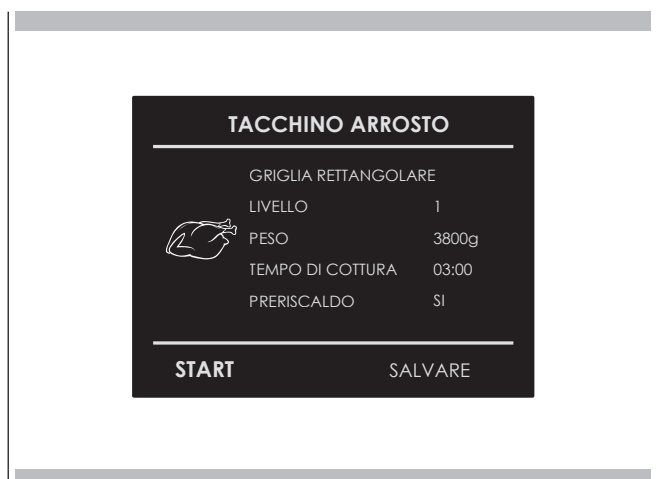 TACCHINO ARROSTO
GRIGLIA RETTANGOLARE
LIVELLO 1
PESO 3800g
TEMPO DI COTTURA 03:00
PRERISCALDO SI
START SALVARE